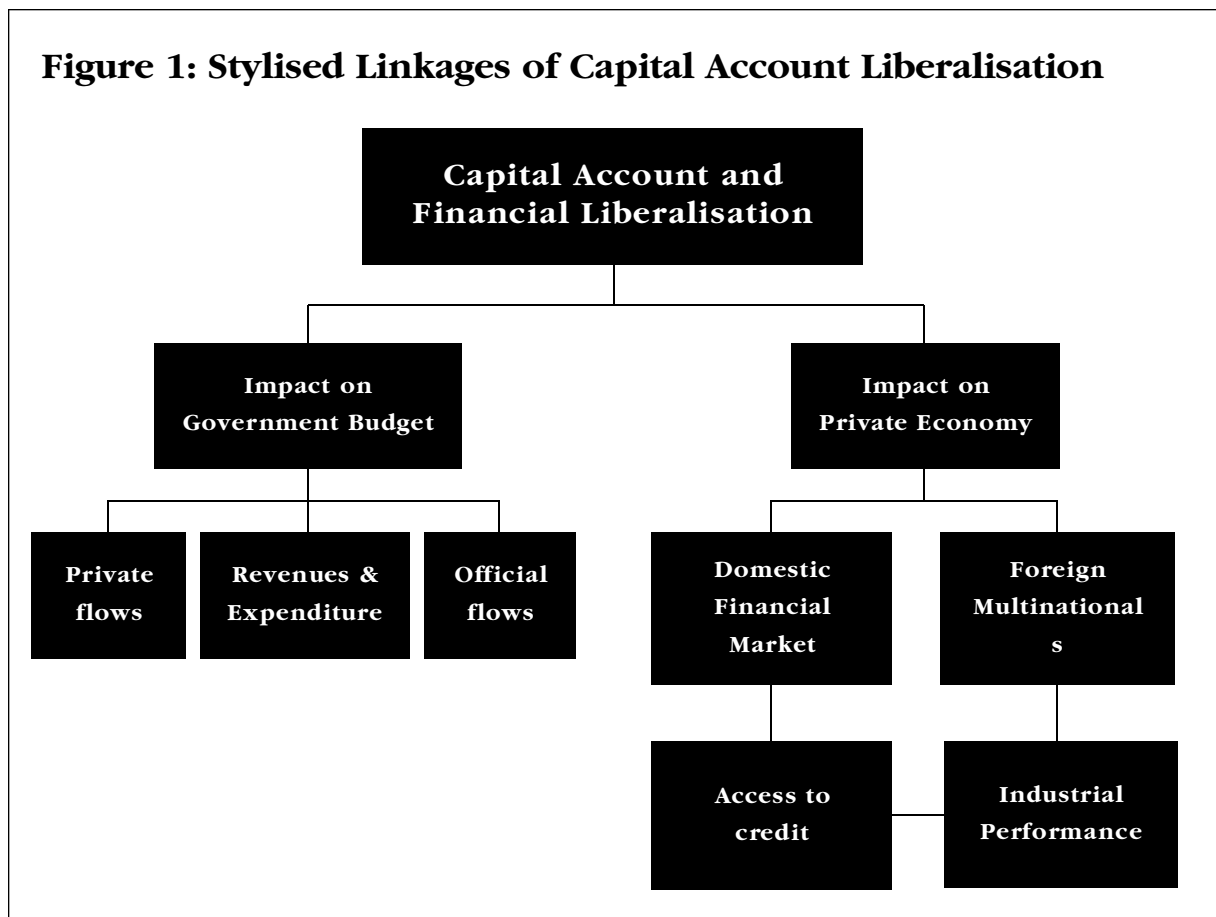 Figure 1: Stylised Linkages of Capital Account Liberalisation
Capital Account and
Financial Liberalisation
Impact on
Government Budget
Impact on
Private Economy
Private
flows
Revenues &
Expenditure
Official
flows
Domestic
Financial
Market
Foreign
Multinational
s
Access to
credit
Industrial
Performance